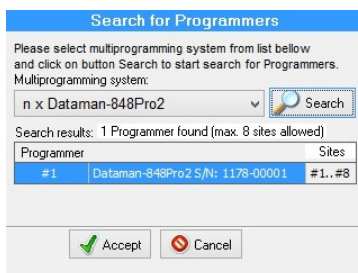 Search for Programmers
Please select multiprogramming system from list bellow
and click on button Search to start search for Programmers.
Multiprogramming system:
n x Dataman-848Pro2
Search
Search results: 1 Programmer found (max. 8 sites allowed)
Programmer Sites
#1 Dataman-848Pro2 S/N: 1178-00001 #1..#8
Accept Cancel